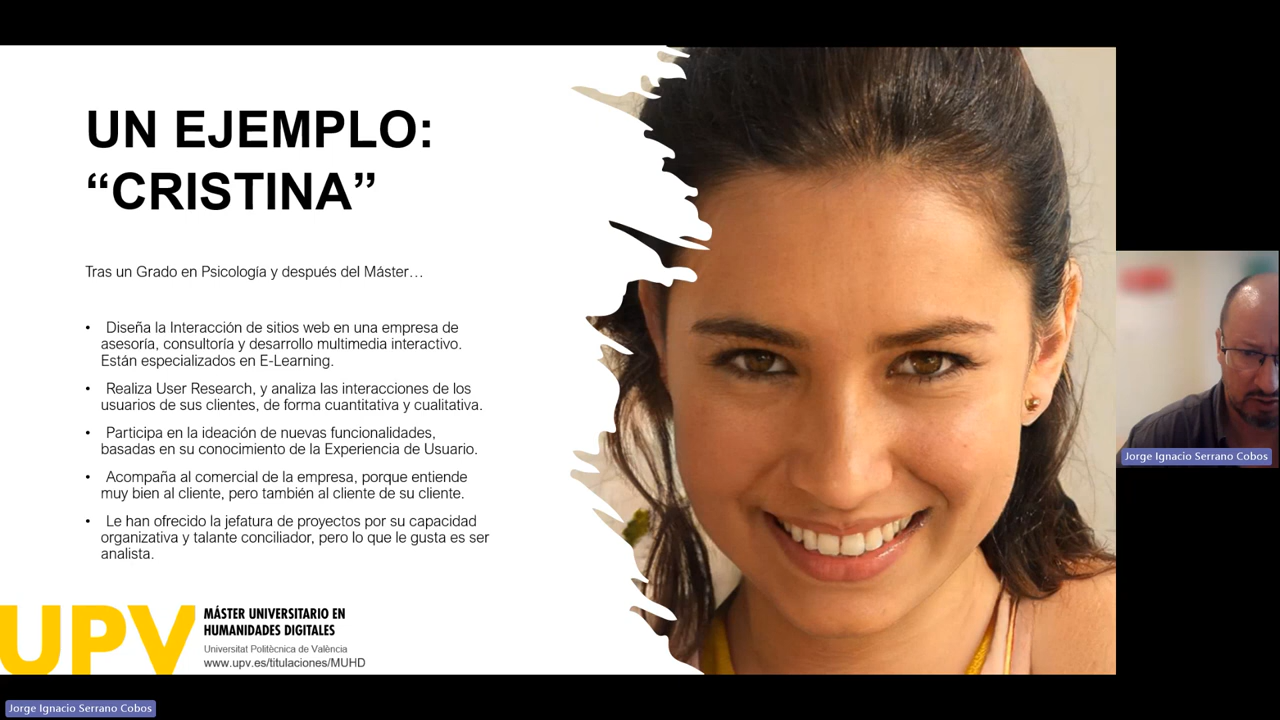 UN EJEMPLO:
“CRISTINA”
Tras un Grado en Psicología y después del Máster…
• Diseña la Interacción de sitios web en una empresa de
asesoría, consultoría y desarrollo multimedia interactivo.
Están especializados en E-Learning.
• Realiza User Research, y analiza las interacciones de los
usuarios de sus clientes, de forma cuantitativa y cualitativa.
• Participa en la ideación de nuevas funcionalidades,
basadas en su conocimiento de la Experiencia de Usuario.
• Acompaña al comercial de la empresa, porque entiende
muy bien al cliente, pero también al cliente de su cliente.
• Le han ofrecido la jefatura de proyectos por su capacidad
organizativa y talante conciliador, pero lo que le gusta es ser
analista.
UPV
MÁSTER UNIVERSITARIO EN
HUMANIDADES DIGITALES
Universitat Politècnica de València
www.upv.es/titulaciones/MUHD
Jorge Ignacio Serrano Cobos
Jorge Ignacio Serrano Cobos